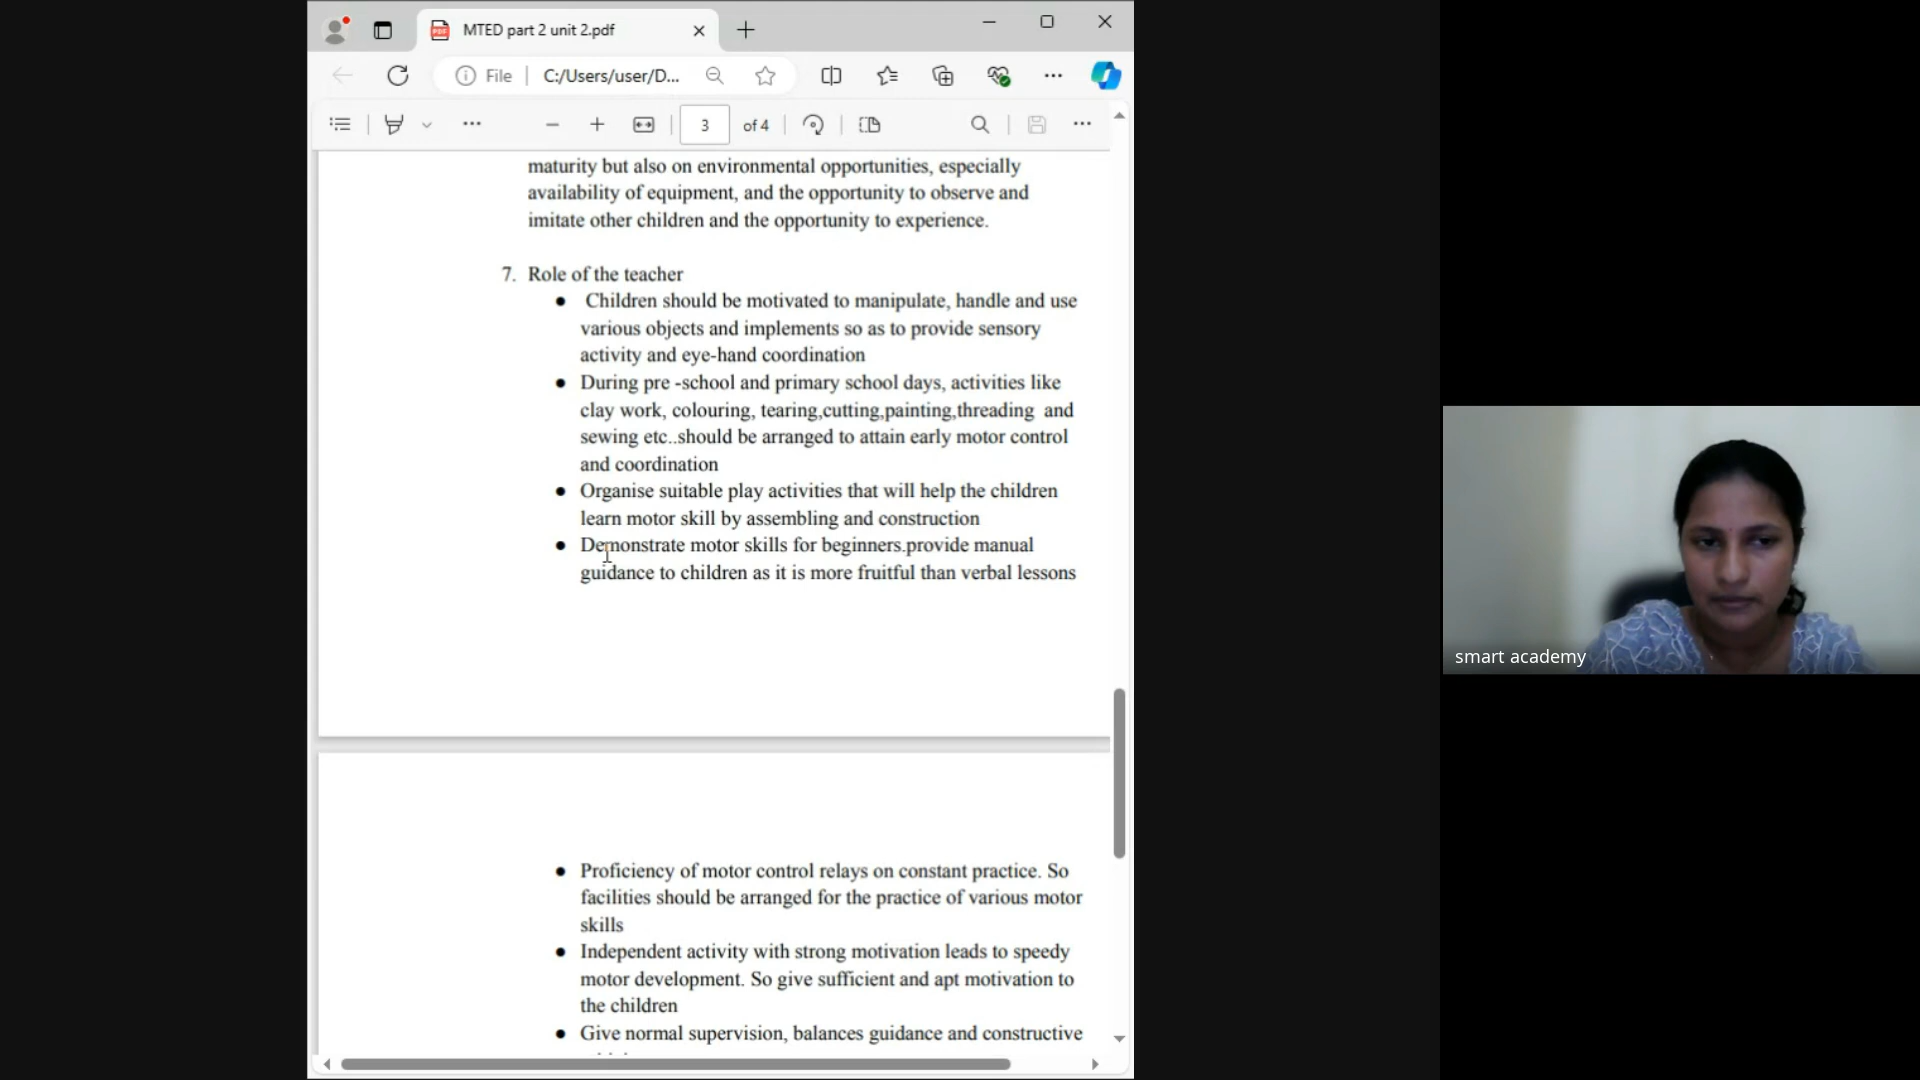 MTED part 2 unit 2.pdf
File
C:/Users/user/D...
3
of 4
maturity but also on environmental opportunities, especially
availability of equipment, and the opportunity to observe and
imitate other children and the opportunity to experience.
7. Role of the teacher
● Children should be motivated to manipulate, handle and use
various objects and implements so as to provide sensory
activity and eye-hand coordination
● During pre -school and primary school days, activities like
clay work, colouring, tearing,cutting,painting,threading and
sewing etc..should be arranged to attain early motor control
and coordination
● Organise suitable play activities that will help the children
learn motor skill by assembling and construction
● Demonstrate motor skills for beginners.provide manual
guidance to children as it is more fruitful than verbal lessons
● Proficiency of motor control relays on constant practice. So
facilities should be arranged for the practice of various motor
skills
● Independent activity with strong motivation leads to speedy
motor development. So give sufficient and apt motivation to
the children
● Give normal supervision, balances guidance and constructive
smart academy